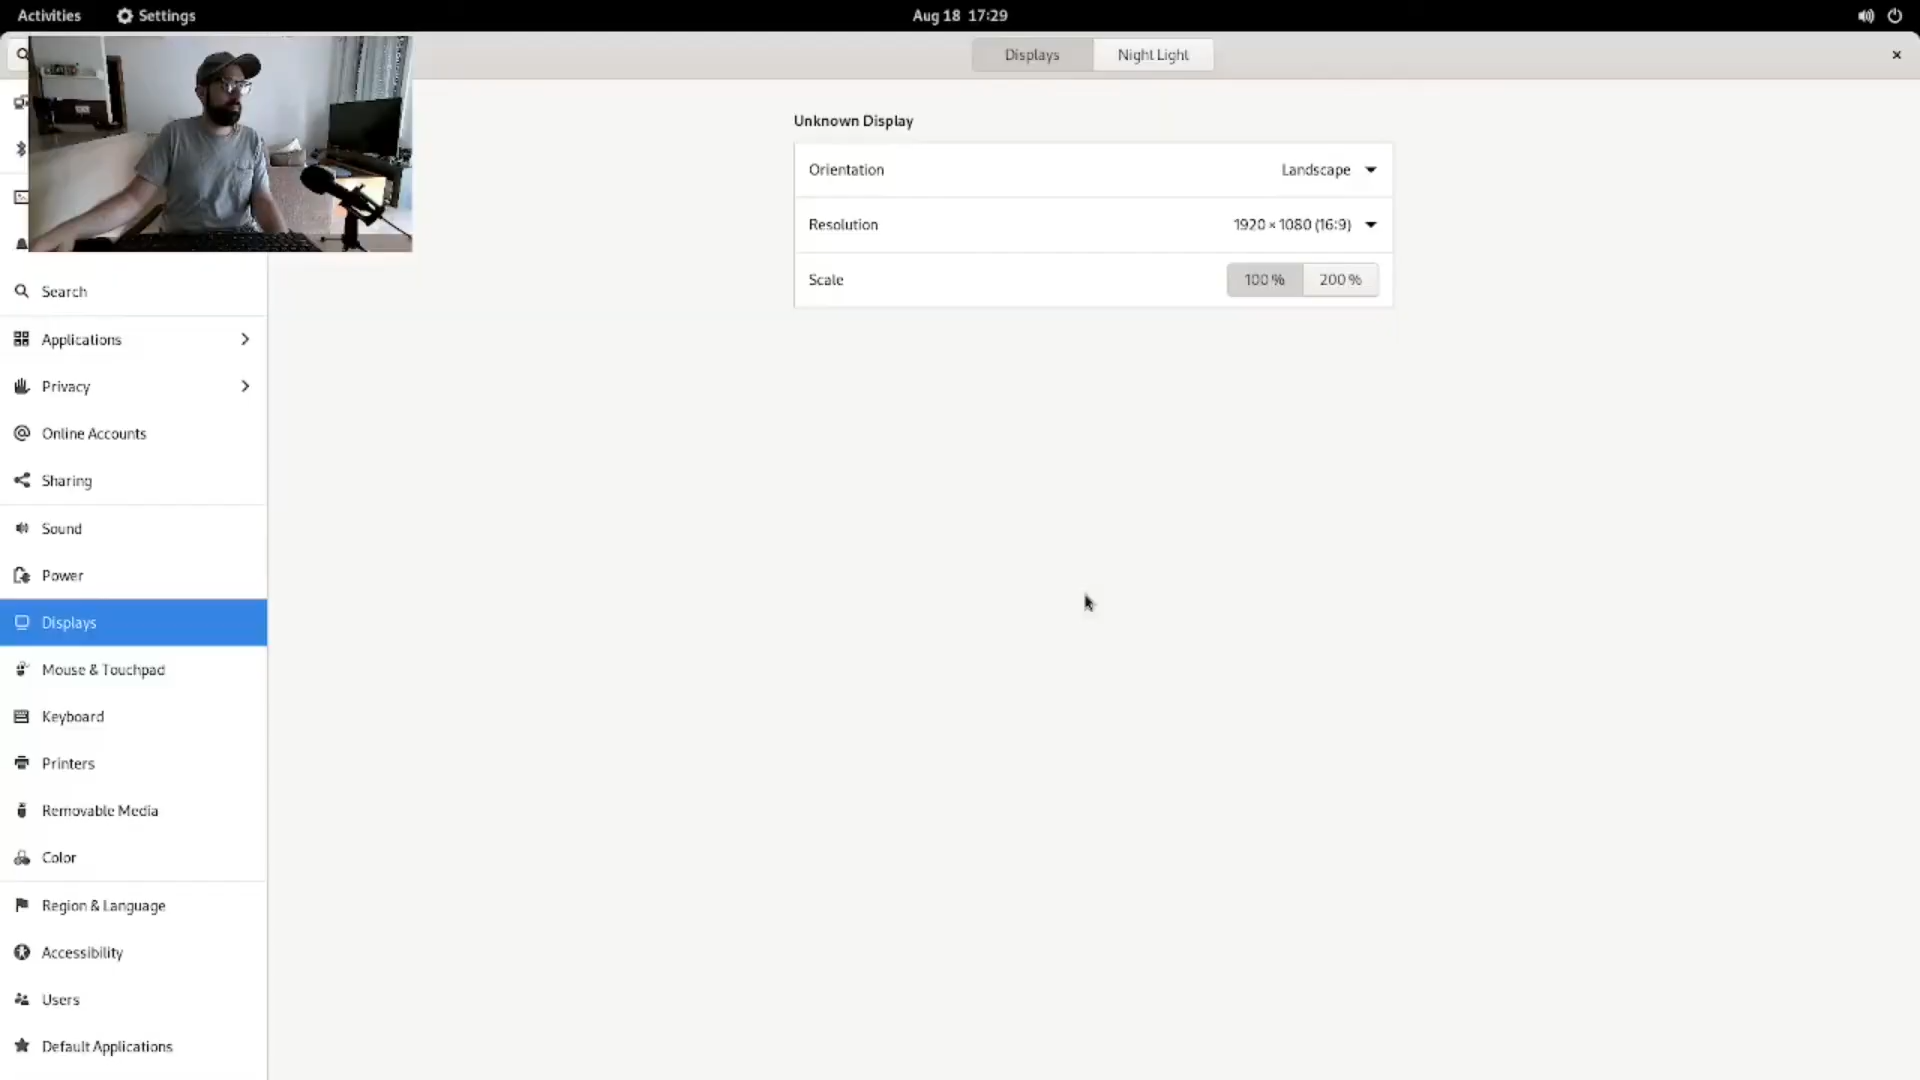 Activities
Settings
Aug 18 17:29
Displays
Night Light
Unknown Display
Orientation
Landscape
Resolution
1920 × 1080 (16:9)
Scale
100 %
200 %
Search
Applications
Privacy
Online Accounts
Sharing
Sound
Power
Displays
Mouse & Touchpad
Keyboard
Printers
Removable Media
Color
Region & Language
Accessibility
Users
Default Applications